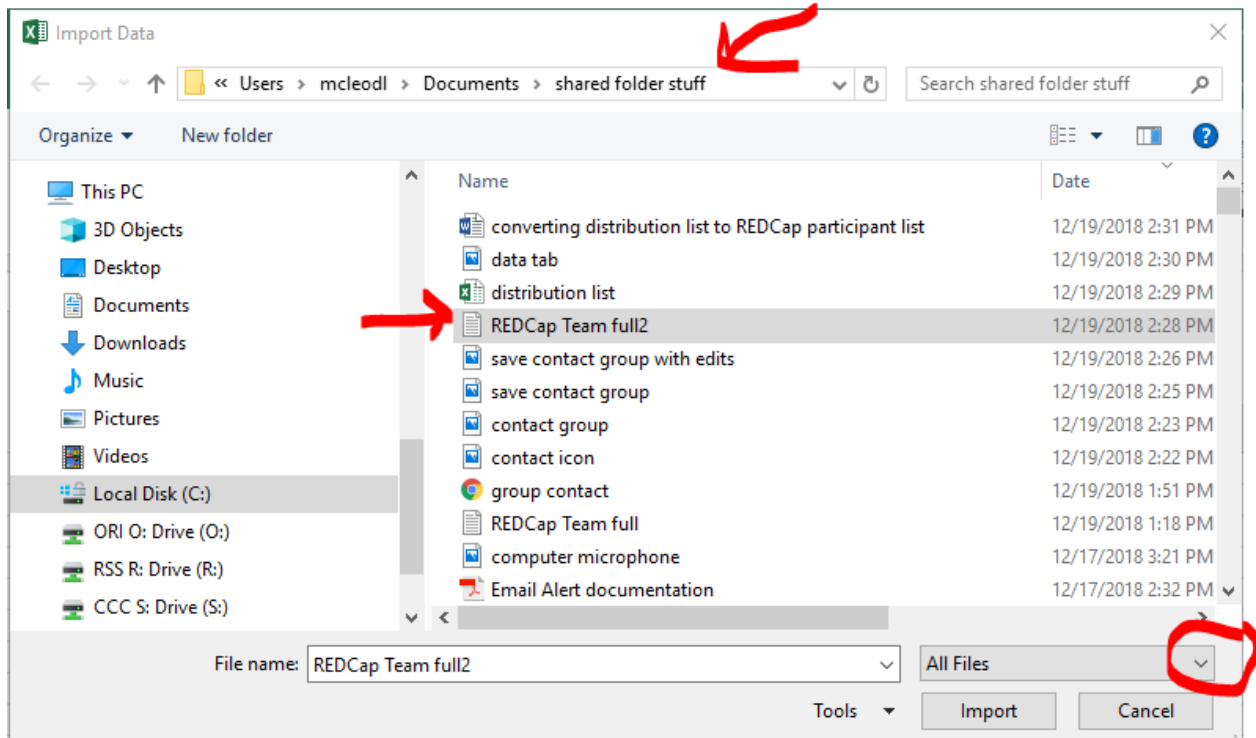 Import Data
« Users › mcleodl › Documents › shared folder stuff
Search shared folder stuff
Organize
New folder
This PC
3D Objects
Desktop
Documents
Downloads
Music
Pictures
Videos
Local Disk (C:)
ORI O: Drive (O:)
RSS R: Drive (R:)
CCC S: Drive (S:)
Name Date
converting distribution list to REDCap participant list 12/19/2018 2:31 PM
data tab 12/19/2018 2:30 PM
distribution list 12/19/2018 2:29 PM
REDCap Team full2 12/19/2018 2:28 PM
save contact group with edits 12/19/2018 2:26 PM
save contact group 12/19/2018 2:25 PM
contact group 12/19/2018 2:23 PM
contact icon 12/19/2018 2:22 PM
group contact 12/19/2018 1:51 PM
REDCap Team full 12/19/2018 1:18 PM
computer microphone 12/17/2018 3:21 PM
Email Alert documentation 12/17/2018 2:32 PM
File name: REDCap Team full2
All Files
Tools
Import
Cancel